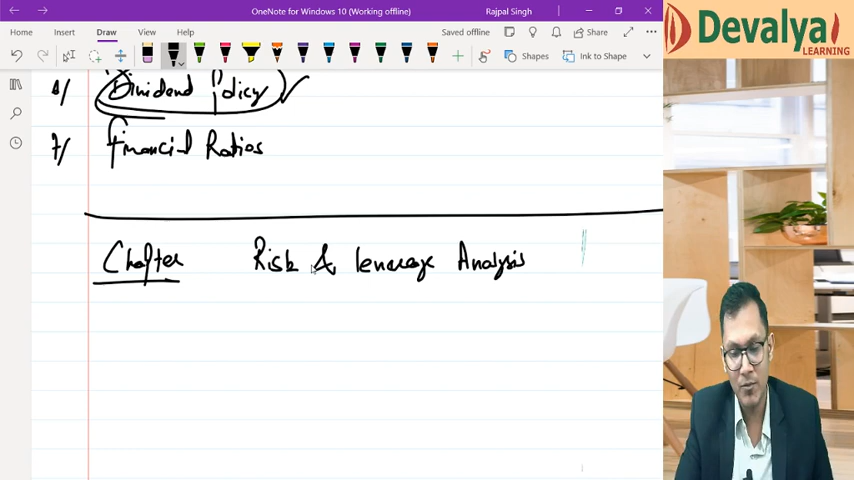 OneNote for Windows 10 (Working offline)
Rajpal Singh
Home Insert Draw View Help
Saved offline
Share
Shapes
Ink to Shape
Devalya
LEARNING
Dividend Policy
7/ Financial Ratios
Chapter Risk & leverage Analysis